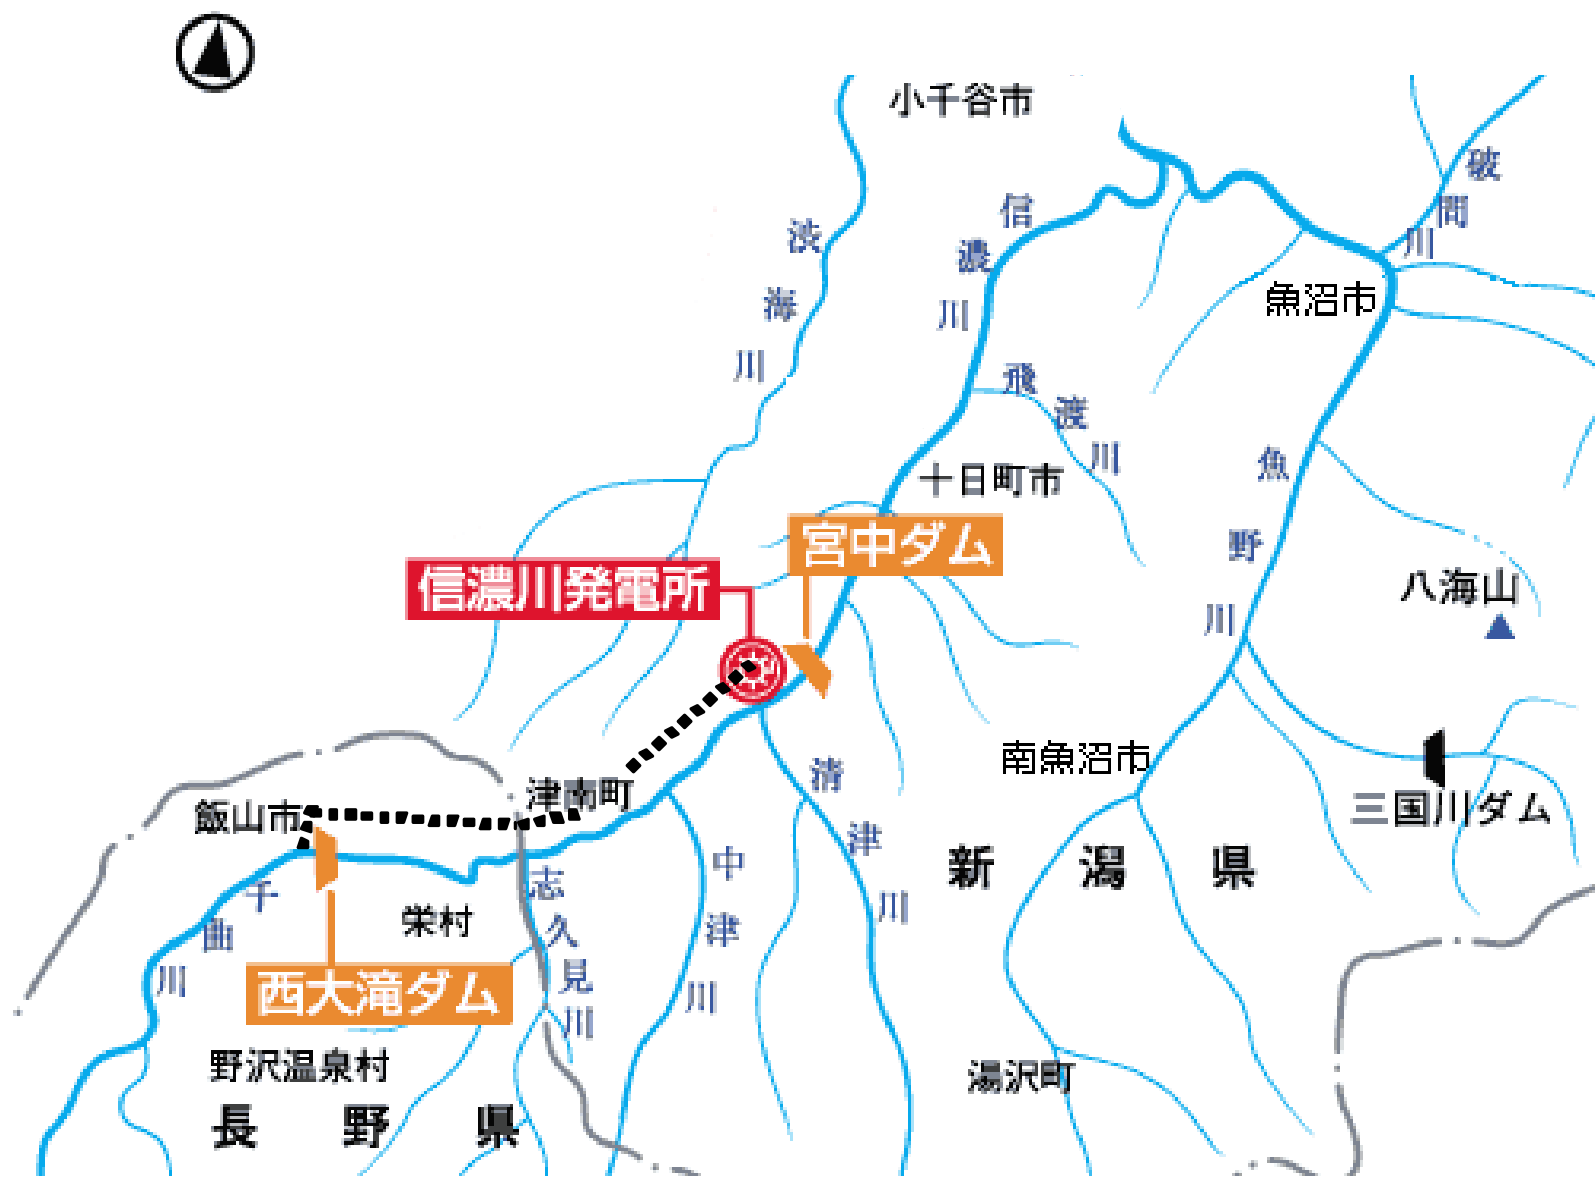 小千谷市
破間川
信濃川
渋海川
魚沼市
飛渡川
魚野川
十日町市
宮中ダム
信濃川発電所
八海山
南魚沼市
津南町
清津川
三国川ダム
飯山市
中津川
新潟県
志久見川
千曲川
栄村
西大滝ダム
野沢温泉村
湯沢町
長野県